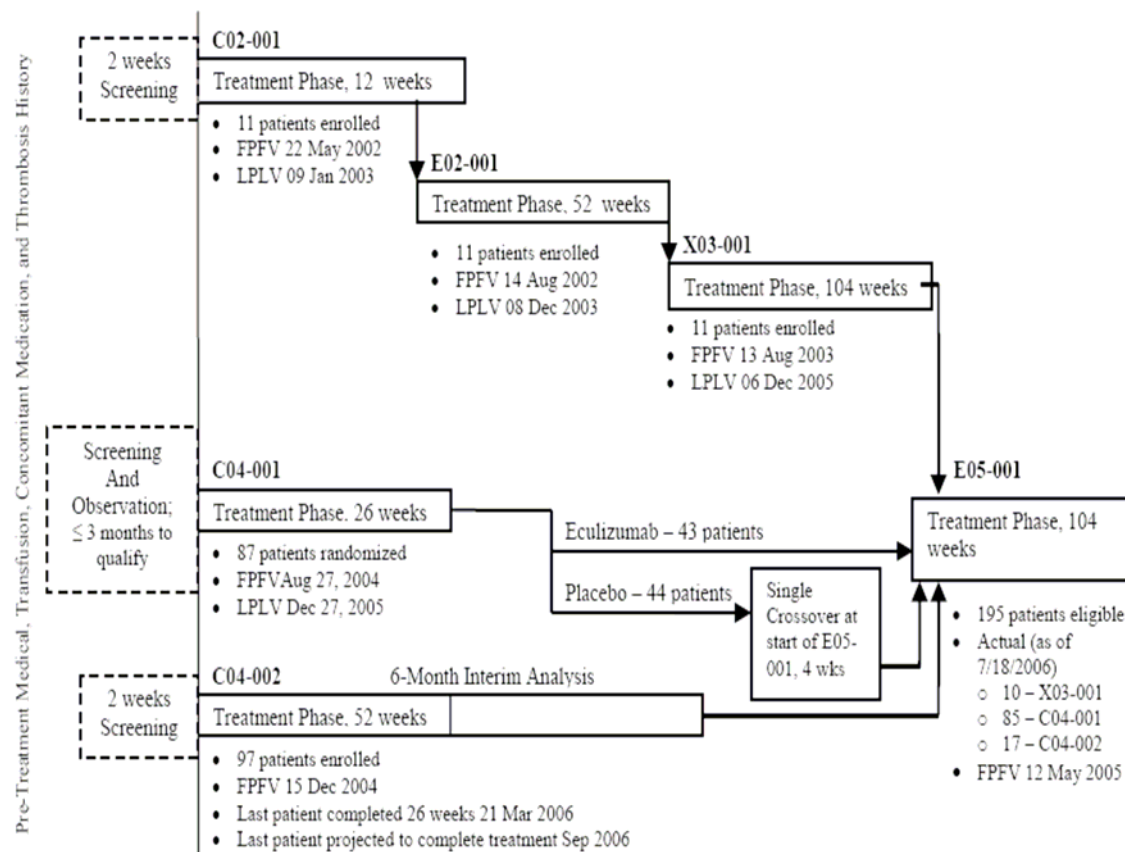 Pre-Treatment Medical, Transfusion, Concomitant Medication, and Thrombosis History
2 weeks
Screening
C02-001
Treatment Phase, 12 weeks
• 11 patients enrolled
• FPFV 22 May 2002
• LPLV 09 Jan 2003
E02-001
Treatment Phase, 52 weeks
• 11 patients enrolled
• FPFV 14 Aug 2002
• LPLV 08 Dec 2003
X03-001
Treatment Phase, 104 weeks
• 11 patients enrolled
• FPFV 13 Aug 2003
• LPLV 06 Dec 2005
Screening
And
Observation;
≤ 3 months to
qualify
C04-001
Treatment Phase. 26 weeks
• 87 patients randomized
• FPFVAug 27, 2004
• LPLV Dec 27, 2005
Eculizumab – 43 patients
Placebo – 44 patients
Single
Crossover at
start of E05-
001, 4 wks
E05-001
Treatment Phase, 104
weeks
• 195 patients eligible
• Actual (as of
7/18/2006)
○ 10 – X03-001
○ 85 – C04-001
○ 17 – C04-002
• FPFV 12 May 2005
2 weeks
Screening
C04-002
6-Month Interim Analysis
Treatment Phase, 52 weeks
• 97 patients enrolled
• FPFV 15 Dec 2004
• Last patient completed 26 weeks 21 Mar 2006
• Last patient projected to complete treatment Sep 2006